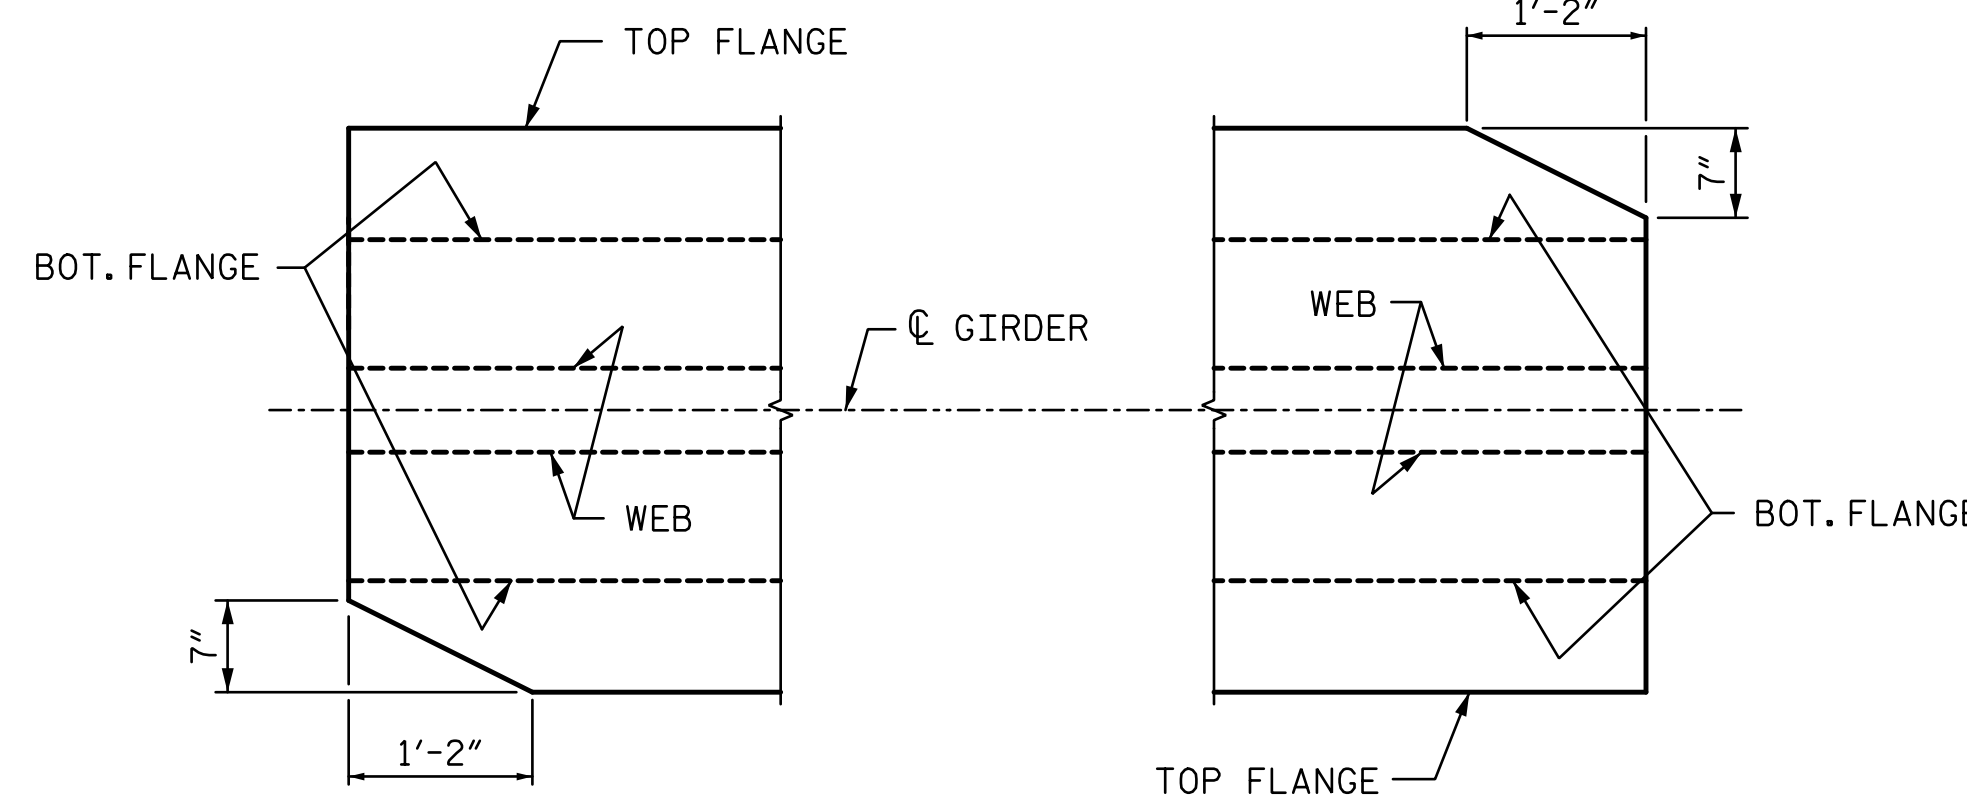 1'-2"
TOP FLANGE
7"
BOT. FLANGE
WEB
℄ GIRDER
BOT. FLANGE
WEB
7"
1'-2"
TOP FLANGE